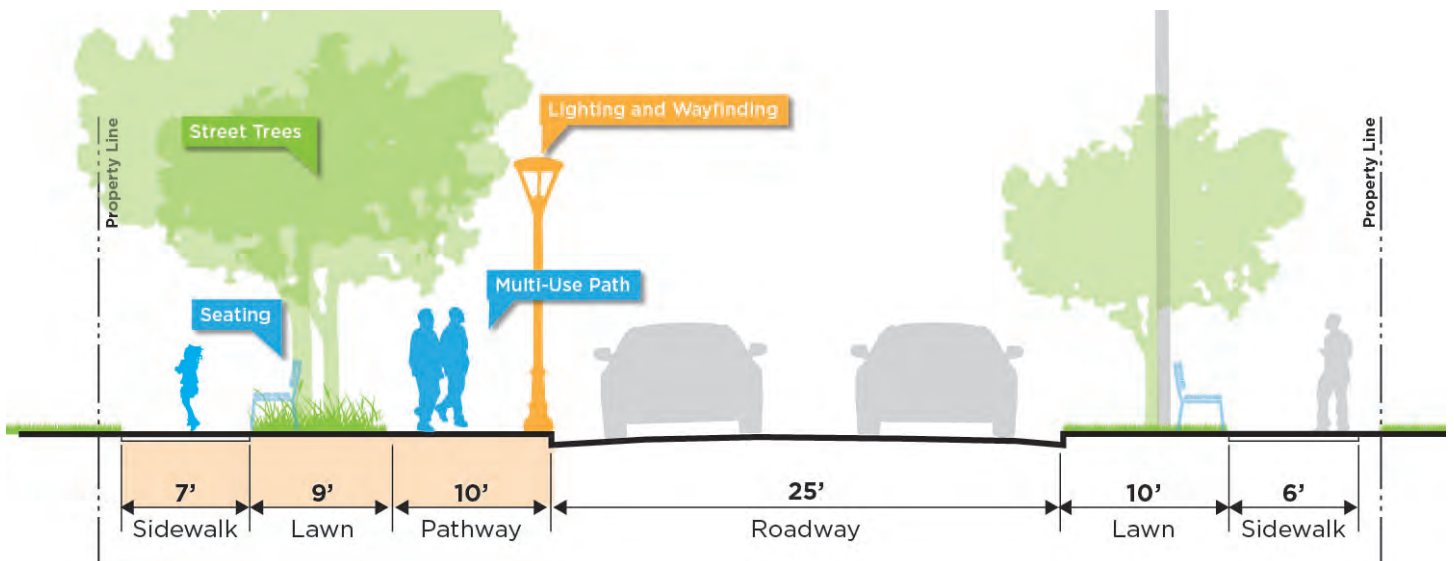 Lighting and Wayfinding
Street Trees
Property Line
Property Line
Multi-Use Path
Seating
7' 9' 10' 25' 10' 6'
Sidewalk Lawn Pathway Roadway Lawn Sidewalk